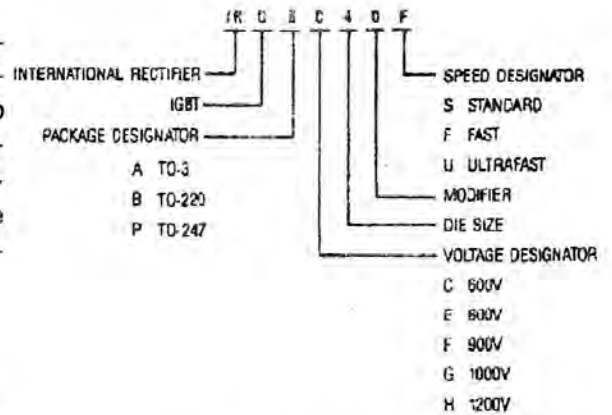 IR G B C 4 0 F
INTERNATIONAL RECTIFIER
IGBT
PACKAGE DESIGNATOR
A TO-3
B TO-220
P TO-247
SPEED DESIGNATOR
S STANDARD
F FAST
U ULTRAFAST
MODIFIER
DIE SIZE
VOLTAGE DESIGNATOR
C 600V
E 800V
F 900V
G 1000V
H 1200V